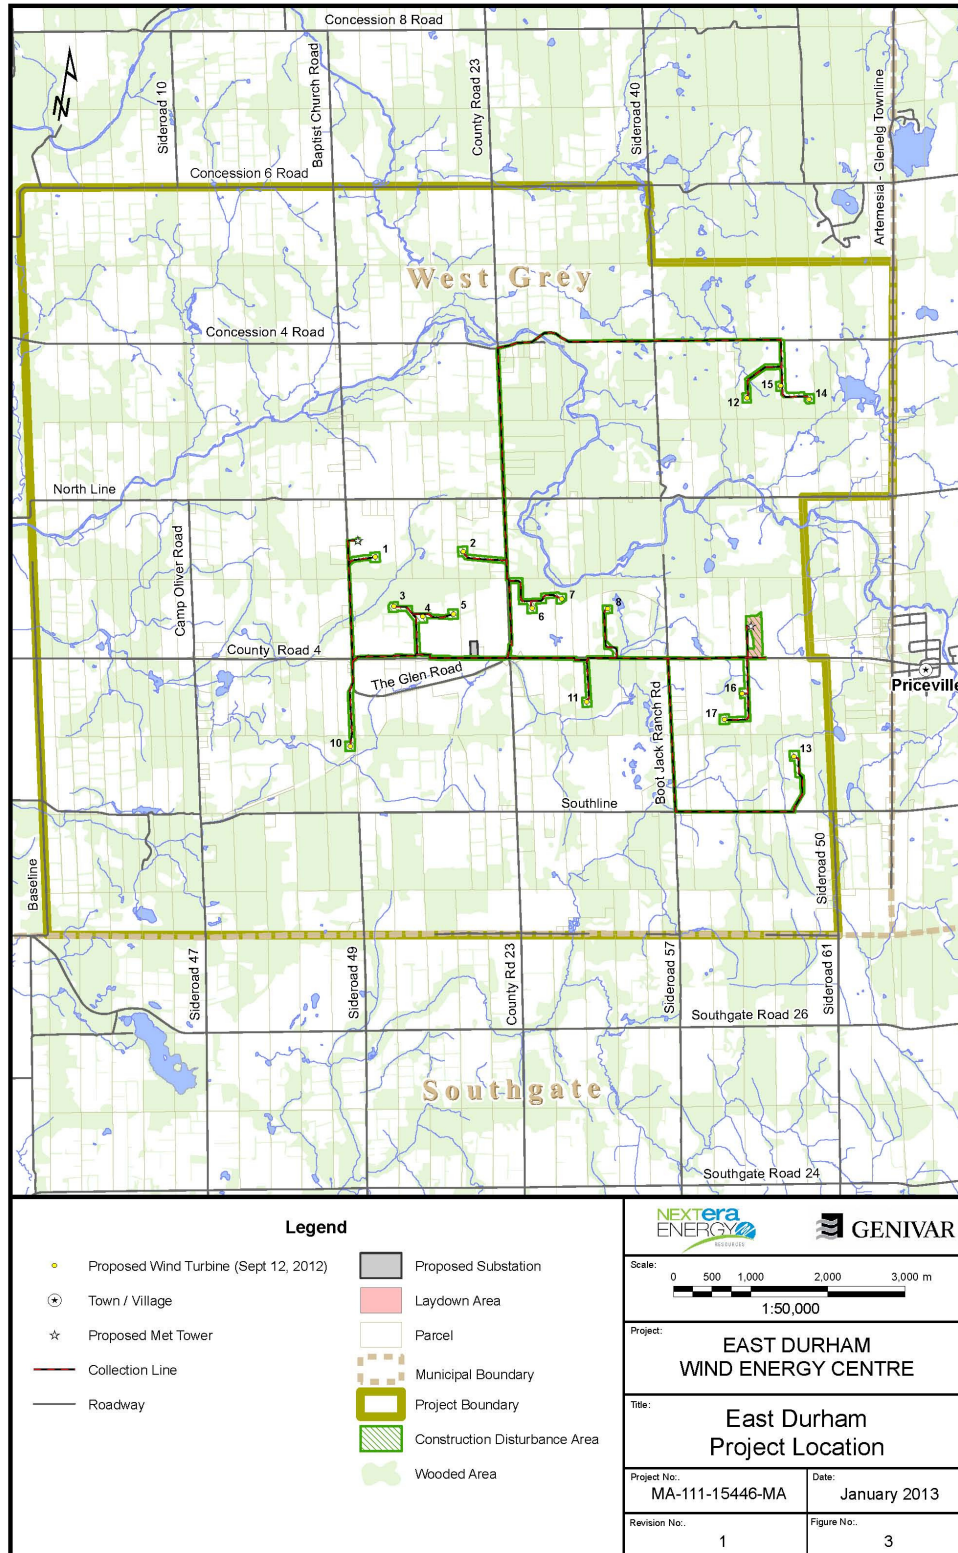 Concession 8 Road
Sideroad 10
Baptist Church Road
County Road 23
Sideroad 40
Artemesia - Glenelg Townline
N
Concession 6 Road
West Grey
Concession 4 Road
15
12
14
North Line
Camp Oliver Road
1
2
3
4
5
6
7
8
County Road 4
The Glen Road
Priceville
11
16
17
10
13
Boot Jack Ranch Rd
Southline
Baseline
Sideroad 50
Sideroad 47
Sideroad 49
County Rd 23
Sideroad 57
Sideroad 61
Southgate Road 26
Southgate
Southgate Road 24
Legend
Proposed Wind Turbine (Sept 12, 2012)
Town / Village
Proposed Met Tower
Collection Line
Roadway
Proposed Substation
Laydown Area
Parcel
Municipal Boundary
Project Boundary
Construction Disturbance Area
Wooded Area
NEXTera
ENERGY
RESOURCES
GENIVAR
Scale:
0 500 1,000 2,000 3,000 m
1:50,000
Project:
EAST DURHAM
WIND ENERGY CENTRE
Title:
East Durham
Project Location
Project No:.
MA-111-15446-MA
Date:
January 2013
Revision No:.
1
Figure No:.
3